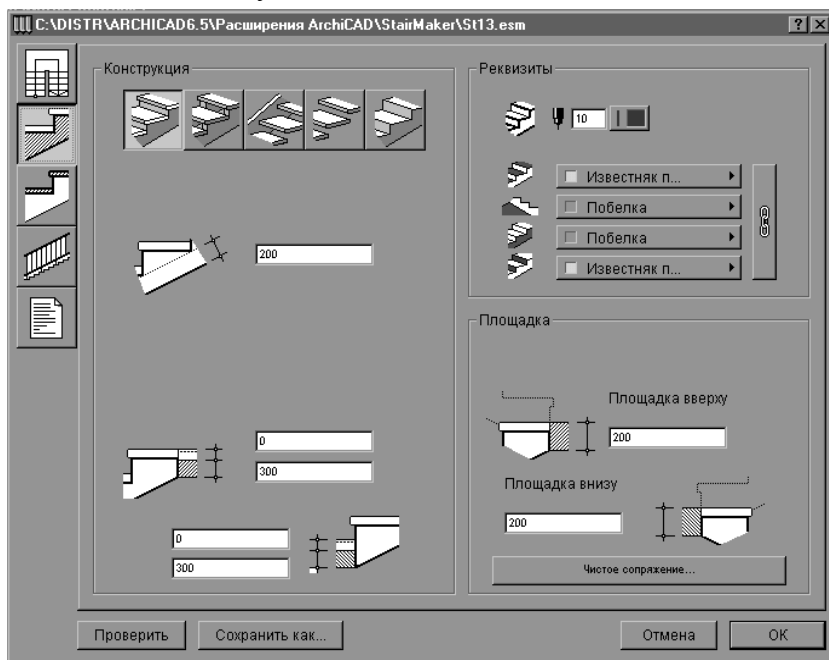 C:\DISTR\ARCHICAD6.5\Расширения ArchiCAD\StairMaker\St13.esm
Конструкция
200
0
300
0
300
Реквизиты
10
Известняк п...
Побелка
Побелка
Известняк п...
Площадка
Площадка вверху
200
Площадка внизу
200
Чистое сопряжение...
Проверить
Сохранить как...
Отмена
OK